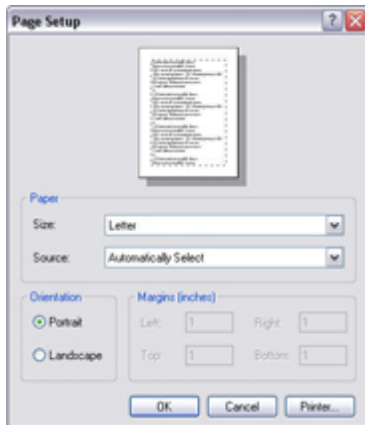 Page Setup
Paper
Size: Letter
Source: Automatically Select
Orientation
Portrait
Landscape
Margins (inches)
Left: 1 Right: 1
Top: 1 Bottom: 1
OK Cancel Printer...